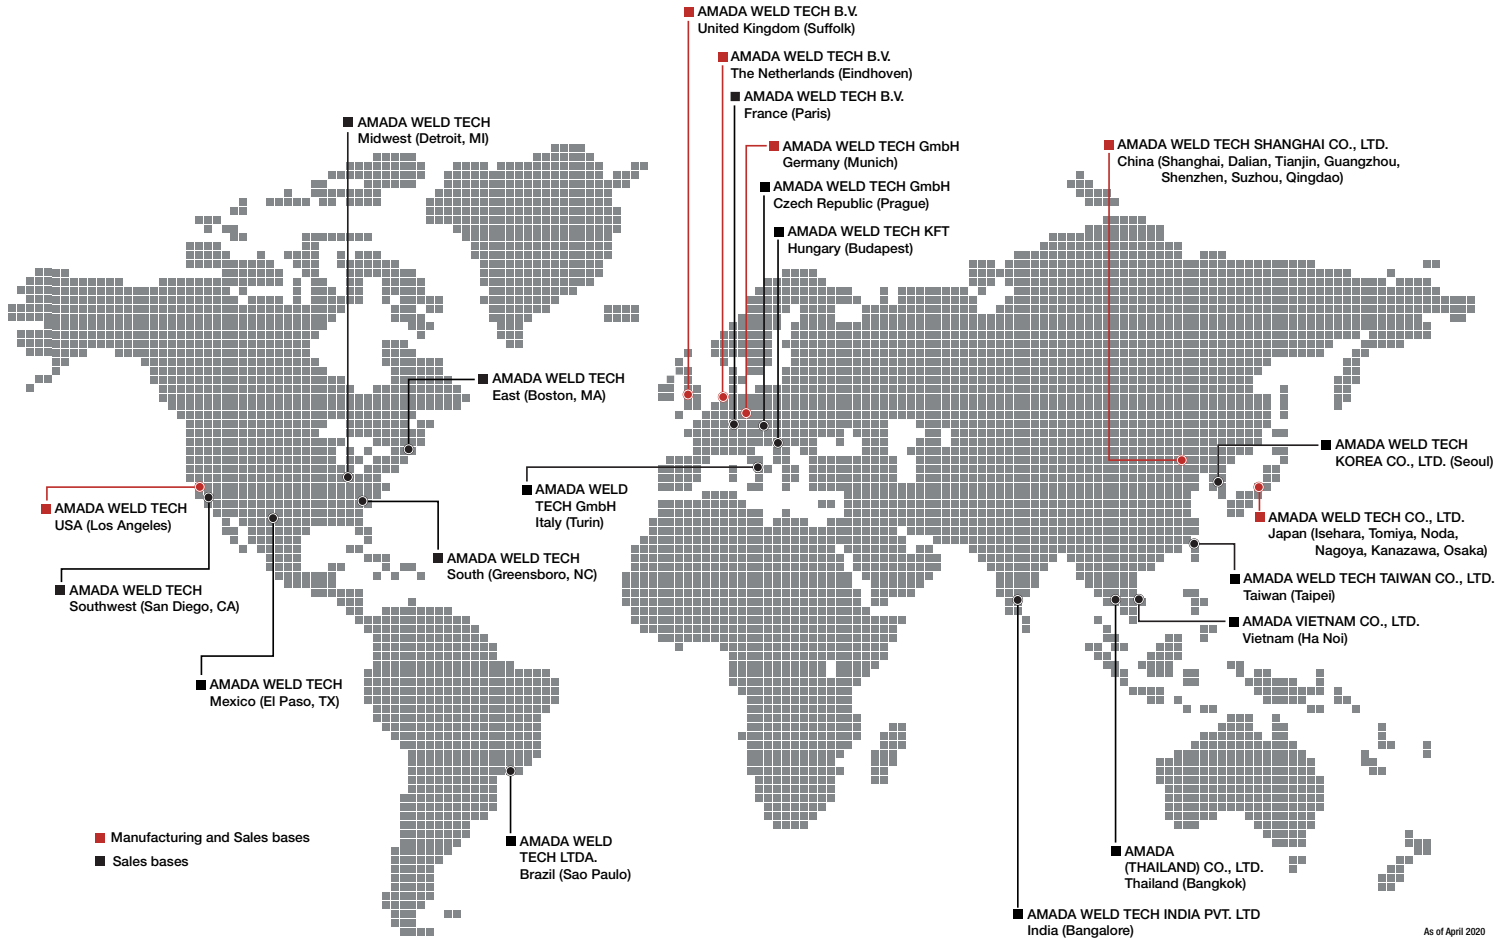 AMADA WELD TECH B.V.
United Kingdom (Suffolk)
AMADA WELD TECH B.V.
The Netherlands (Eindhoven)
AMADA WELD TECH B.V.
France (Paris)
AMADA WELD TECH
Midwest (Detroit, MI)
AMADA WELD TECH GmbH
Germany (Munich)
AMADA WELD TECH SHANGHAI CO., LTD.
China (Shanghai, Dalian, Tianjin, Guangzhou,
Shenzhen, Suzhou, Qingdao)
AMADA WELD TECH GmbH
Czech Republic (Prague)
AMADA WELD TECH KFT
Hungary (Budapest)
AMADA WELD TECH
East (Boston, MA)
AMADA WELD TECH
KOREA CO., LTD. (Seoul)
AMADA WELD
TECH GmbH
Italy (Turin)
AMADA WELD TECH
USA (Los Angeles)
AMADA WELD TECH CO., LTD.
Japan (Isehara, Tomiya, Noda,
Nagoya, Kanazawa, Osaka)
AMADA WELD TECH
South (Greensboro, NC)
AMADA WELD TECH
Southwest (San Diego, CA)
AMADA WELD TECH TAIWAN CO., LTD.
Taiwan (Taipei)
AMADA VIETNAM CO., LTD.
Vietnam (Ha Noi)
AMADA WELD TECH
Mexico (El Paso, TX)
Manufacturing and Sales bases
Sales bases
AMADA WELD
TECH LTDA.
Brazil (Sao Paulo)
AMADA
(THAILAND) CO., LTD.
Thailand (Bangkok)
AMADA WELD TECH INDIA PVT. LTD
India (Bangalore)
As of April 2020